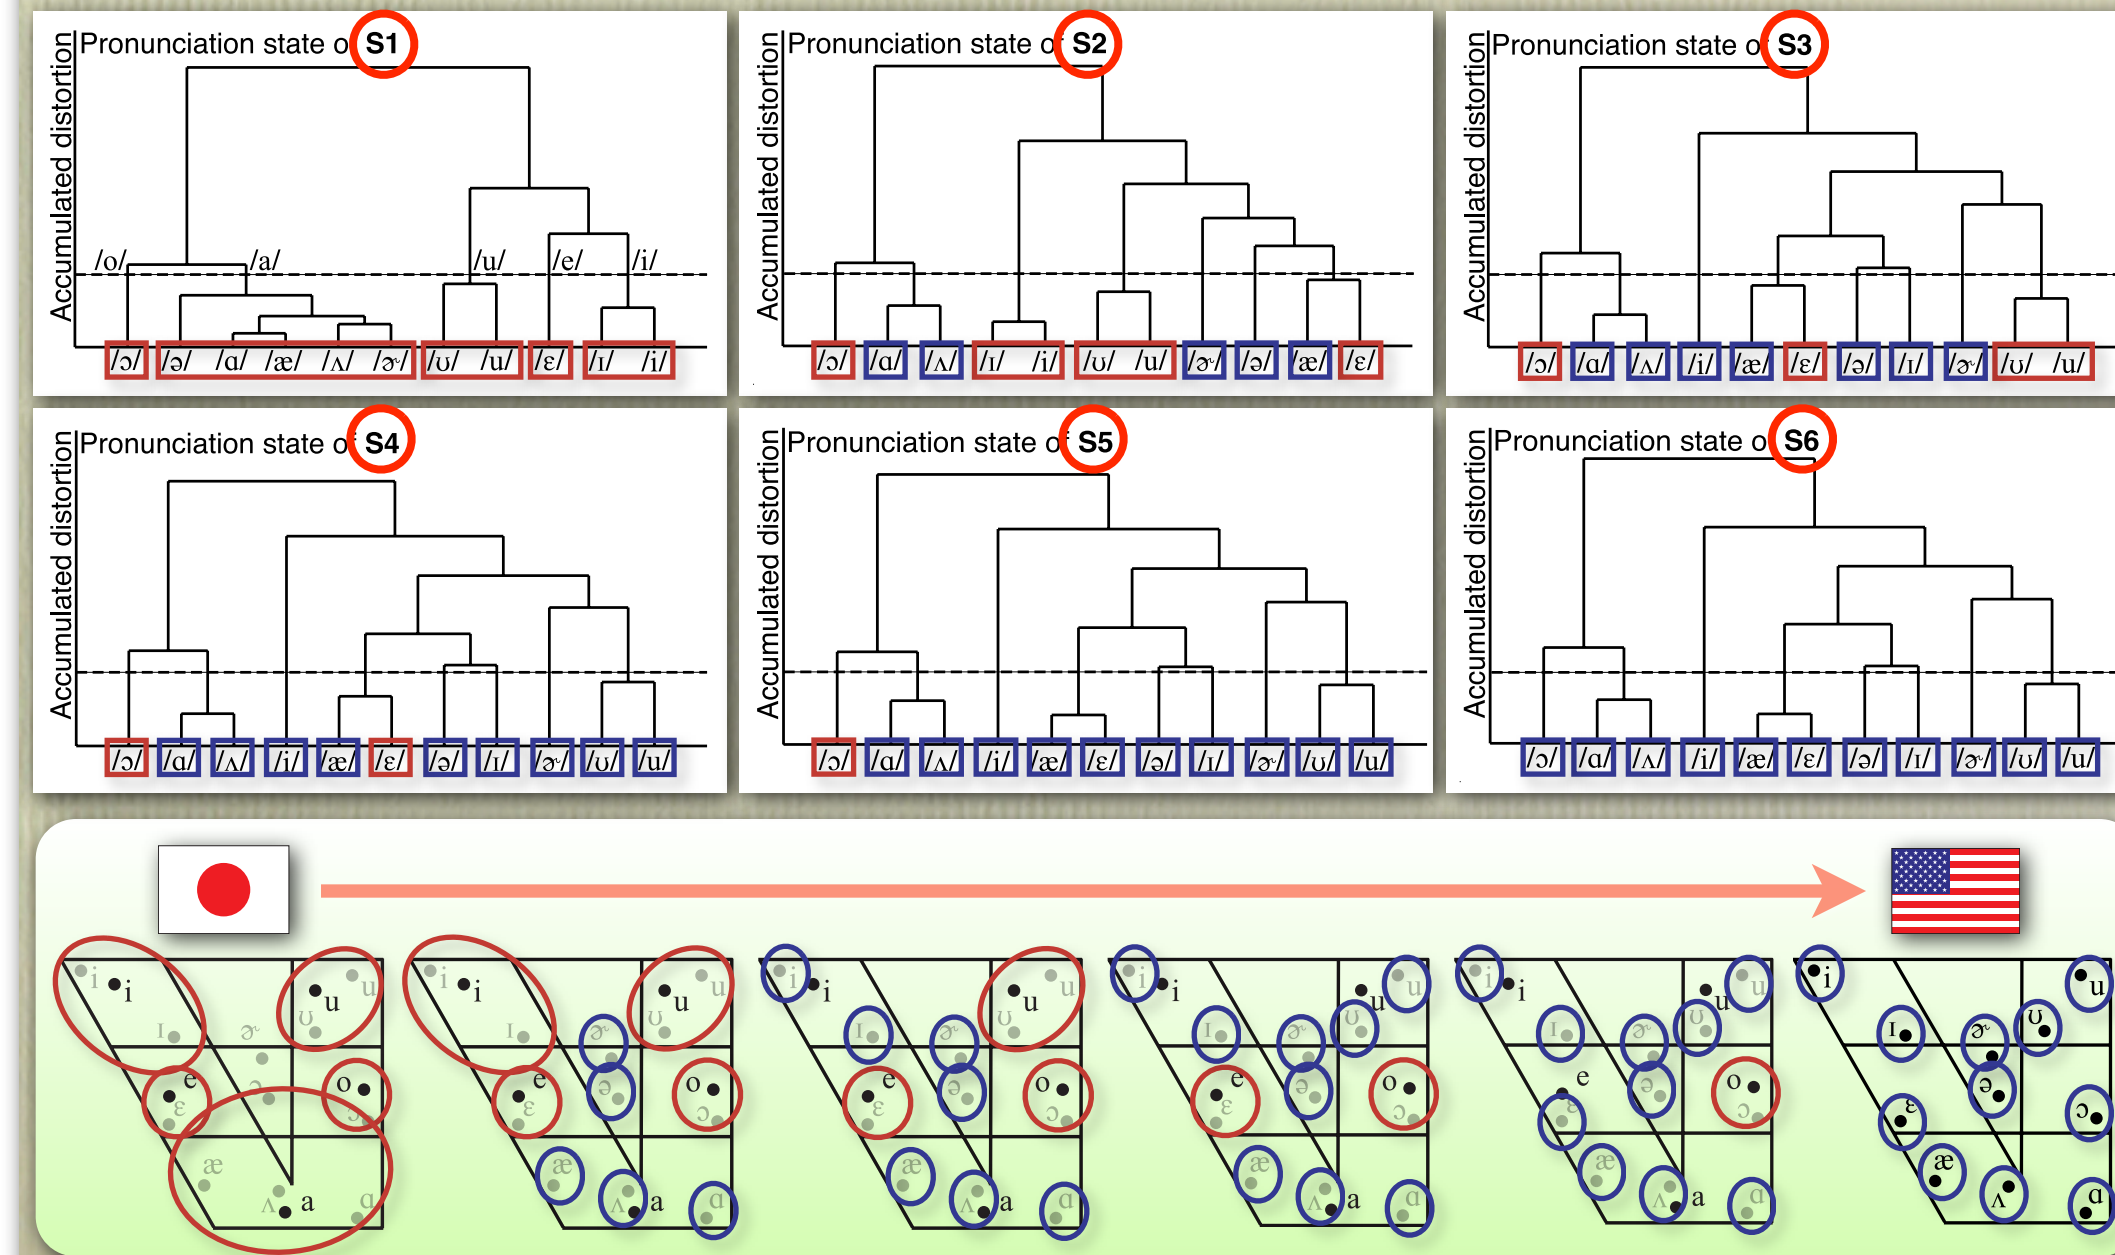 Pronunciation state of S1
Accumulated distortion
/o/ /a/ /u/ /e/ /i/
/ɔ/ /ə/ /ɑ/ /æ/ /ʌ/ /ɚ/ /ʊ/ /u/ /ɛ/ /ɪ/ /i/
Pronunciation state of S2
Accumulated distortion
/ɔ/ /ɑ/ /ʌ/ /ɪ/ /i/ /ʊ/ /u/ /ɚ/ /ə/ /æ/ /ɛ/
Pronunciation state of S3
Accumulated distortion
/ɔ/ /ɑ/ /ʌ/ /i/ /æ/ /ɛ/ /ə/ /ɪ/ /ɚ/ /ʊ/ /u/
Pronunciation state of S4
Accumulated distortion
/ɔ/ /ɑ/ /ʌ/ /i/ /æ/ /ɛ/ /ə/ /ɪ/ /ɚ/ /ʊ/ /u/
Pronunciation state of S5
Accumulated distortion
/ɔ/ /ɑ/ /ʌ/ /i/ /æ/ /ɛ/ /ə/ /ɪ/ /ɚ/ /ʊ/ /u/
Pronunciation state of S6
Accumulated distortion
/ɔ/ /ɑ/ /ʌ/ /i/ /æ/ /ɛ/ /ə/ /ɪ/ /ɚ/ /ʊ/ /u/
i i u u
ɪ ɚ ʊ
e ɛ ə o ɔ
æ ʌ a ɑ
i i u u
ɪ ɚ ʊ
e ɛ ə o ɔ
æ ʌ a ɑ
i i u u
ɪ ɚ ʊ
e ɛ ə o ɔ
æ ʌ a ɑ
i i u u
ɪ ɚ ʊ
e ɛ ə o ɔ
æ ʌ a ɑ
i i u u
ɪ ɚ ʊ
e ɛ ə o ɔ
æ ʌ a ɑ
i u
ɪ ɚ ʊ
ɛ ə ɔ
æ ʌ ɑ